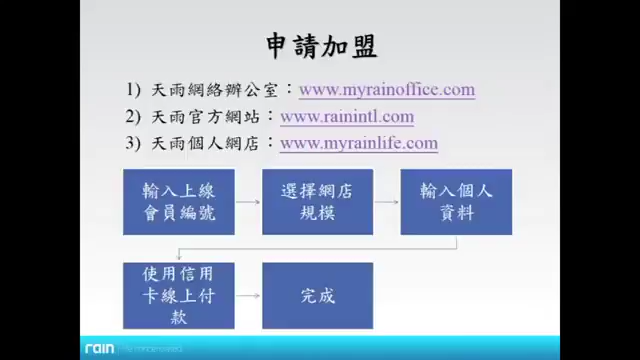 申請加盟
1) 天雨網絡辦公室：www.myrainoffice.com
2) 天雨官方網站：www.rainintl.com
3) 天雨個人網店：www.myrainlife.com
輸入上線
會員編號
選擇網店
規模
輸入個人
資料
使用信用
卡線上付
款
完成
rain